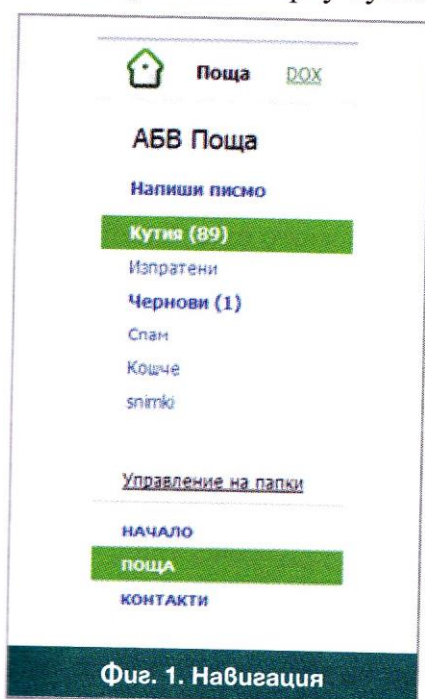 Поща DOX
АБВ Поща
Напиши писмо
Кутия (89)
Изпратени
Чернови (1)
Спам
Кошче
snimki
Управление на папки
НАЧАЛО
ПОЩА
КОНТАКТИ
Фиг. 1. Навигация